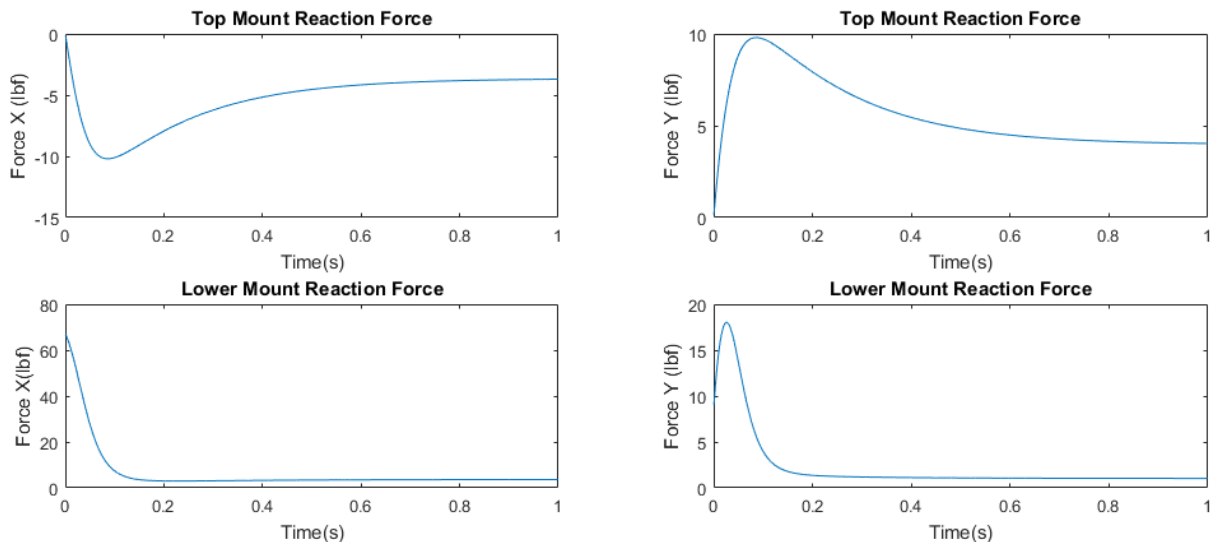 Top Mount Reaction Force
Force X (lbf)
0
-5
-10
-15
0 0.2 0.4 0.6 0.8 1
Time(s)
Top Mount Reaction Force
Force Y (lbf)
10
5
0
0 0.2 0.4 0.6 0.8 1
Time(s)
Lower Mount Reaction Force
Force X(lbf)
80
60
40
20
0
0 0.2 0.4 0.6 0.8 1
Time(s)
Lower Mount Reaction Force
Force Y (lbf)
20
15
10
5
0
0 0.2 0.4 0.6 0.8 1
Time(s)